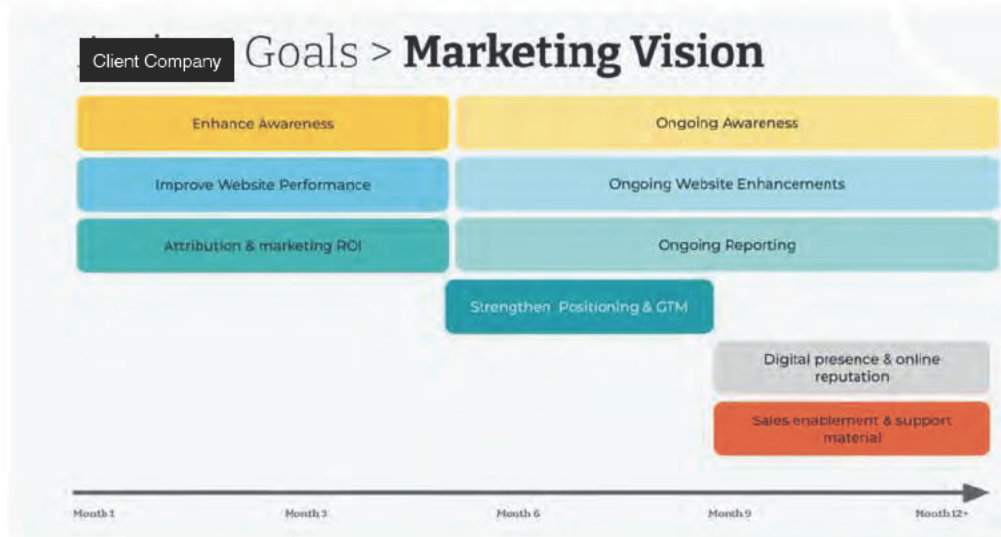 Client Company Goals > Marketing Vision
Enhance Awareness
Ongoing Awareness
Improve Website Performance
Ongoing Website Enhancements
Attribution & marketing ROI
Ongoing Reporting
Strengthen Positioning & GTM
Digital presence & online
reputation
Sales enablement & support
material
Month 1
Month 3
Month 6
Month 9
Month 12+